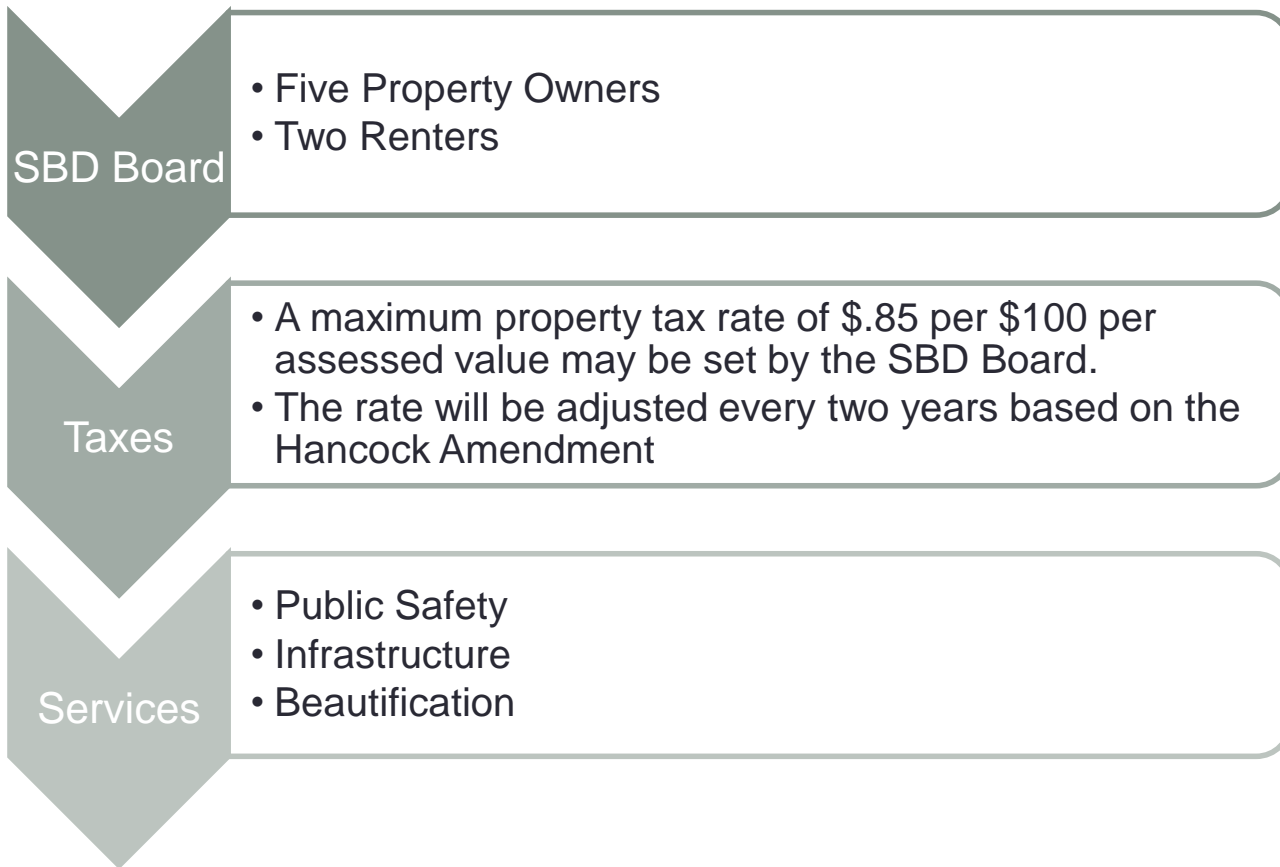 SBD Board
• Five Property Owners
• Two Renters
Taxes
• A maximum property tax rate of $.85 per $100 per
assessed value may be set by the SBD Board.
• The rate will be adjusted every two years based on the
Hancock Amendment
Services
• Public Safety
• Infrastructure
• Beautification